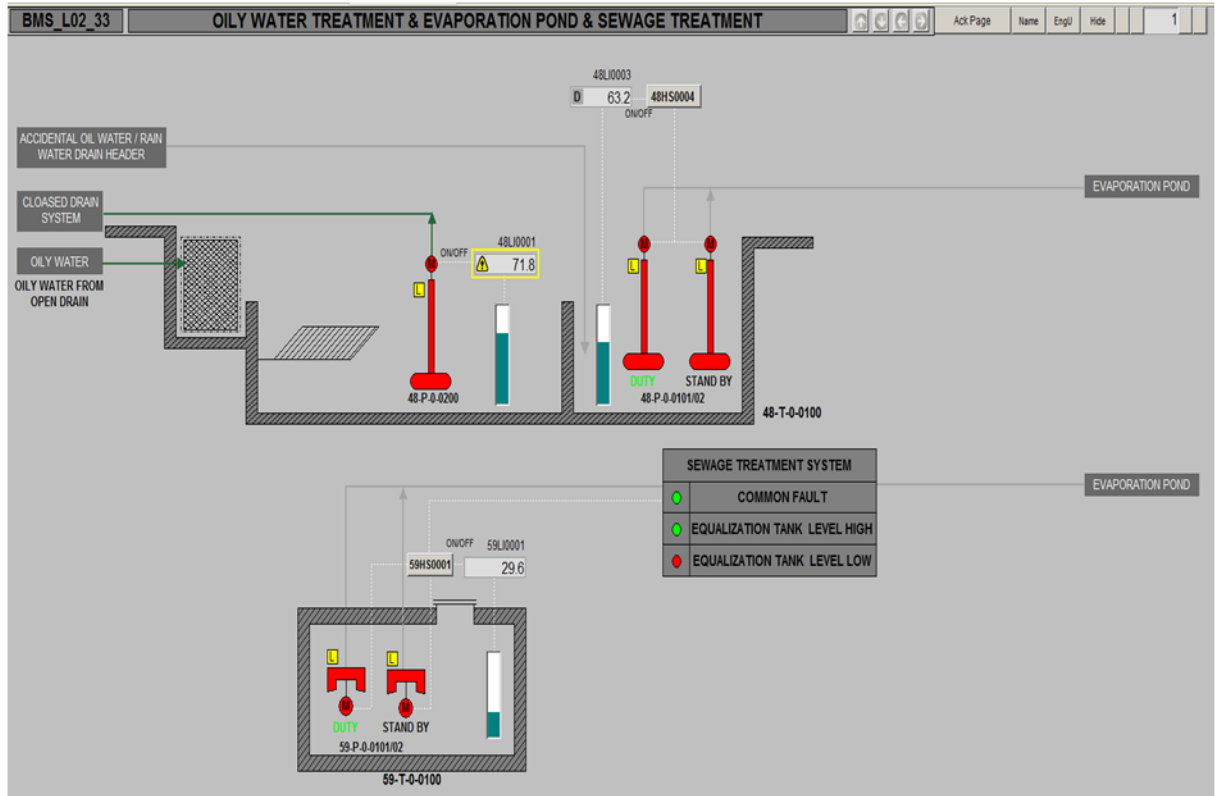 BMS_L02_33
OILY WATER TREATMENT & EVAPORATION POND & SEWAGE TREATMENT
Ack Page
Name
EngU
Hide
1
48LI0003
D 63.2
48HS0004
ON/OFF
ACCIDENTAL OIL WATER / RAIN
WATER DRAIN HEADER
EVAPORATION POND
CLOASED DRAIN
SYSTEM
48LI0001
ON/OFF
71.8
M
M
M
OILY WATER
OILY WATER FROM
OPEN DRAIN
L
L
L
DUTY
STAND BY
48-P-0-0200
48-P-0-0101/02
48-T-0-0100
SEWAGE TREATMENT SYSTEM
COMMON FAULT
EQUALIZATION TANK LEVEL HIGH
EQUALIZATION TANK LEVEL LOW
EVAPORATION POND
ON/OFF
59LI0001
59HS0001
29.6
L
L
M
M
DUTY
STAND BY
59-P-0-0101/02
59-T-0-0100